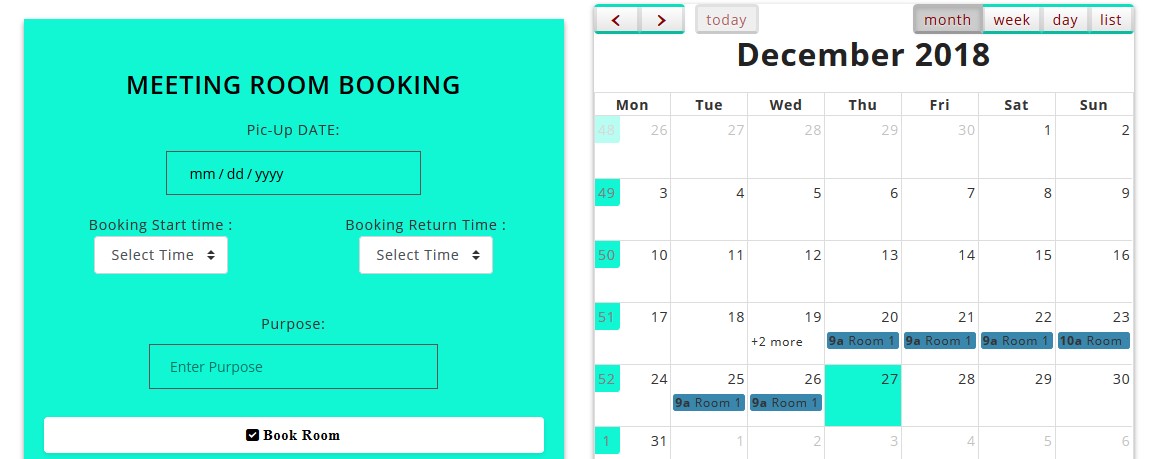 MEETING ROOM BOOKING
Pic-Up DATE:
mm / dd / yyyy
Booking Start time : Booking Return Time :
Select Time Select Time
Purpose:
Enter Purpose
Book Room
today month week day list
December 2018
Mon Tue Wed Thu Fri Sat Sun
48 26 27 28 29 30 1 2
49 3 4 5 6 7 8 9
50 10 11 12 13 14 15 16
51 17 18 19 20 21 22 23
+2 more 9a Room 1 9a Room 1 9a Room 1 10a Room
52 24 25 26 27 28 29 30
9a Room 1 9a Room 1
1 31 1 2 3 4 5 6